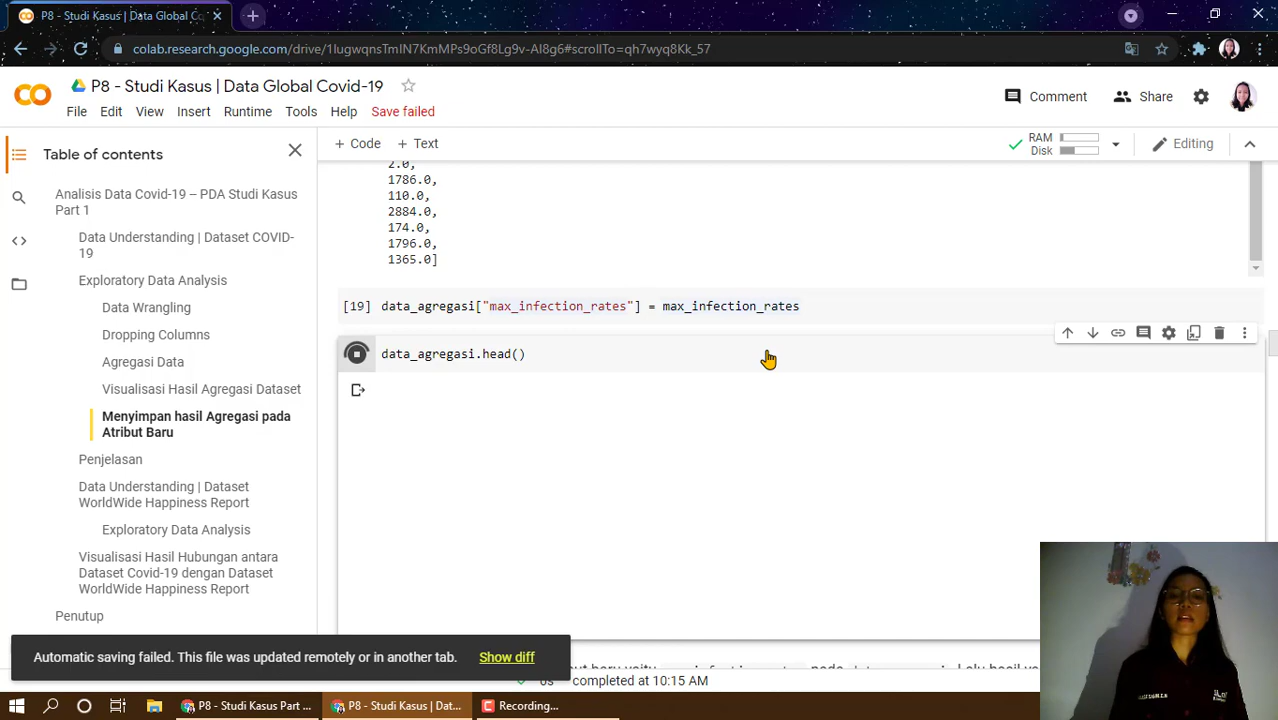 P8 - Studi Kasus | Data Global Co
colab.research.google.com/drive/1lugwqnsTmIN7KmMPs9oGf8Lg9v-AI8g6#scrollTo=qh7wyq8Kk_57
P8 - Studi Kasus | Data Global Covid-19
File Edit View Insert Runtime Tools Help Save failed
Comment Share
Table of contents
+ Code + Text
RAM
Disk
Editing
Analisis Data Covid-19 – PDA Studi Kasus
Part 1
Data Understanding | Dataset COVID-
19
Exploratory Data Analysis
Data Wrangling
Dropping Columns
Agregasi Data
Visualisasi Hasil Agregasi Dataset
Menyimpan hasil Agregasi pada
Atribut Baru
Penjelasan
Data Understanding | Dataset
WorldWide Happiness Report
Exploratory Data Analysis
Visualisasi Hasil Hubungan antara
Dataset Covid-19 dengan Dataset
WorldWide Happiness Report
Penutup
2.0,
1786.0,
110.0,
2884.0,
174.0,
1796.0,
1365.0]
[19] data_agregasi["max_infection_rates"] = max_infection_rates
data_agregasi.head()
Automatic saving failed. This file was updated remotely or in another tab. Show diff
0s completed at 10:15 AM
P8 - Studi Kasus Part ...
P8 - Studi Kasus | Dat...
Recording...